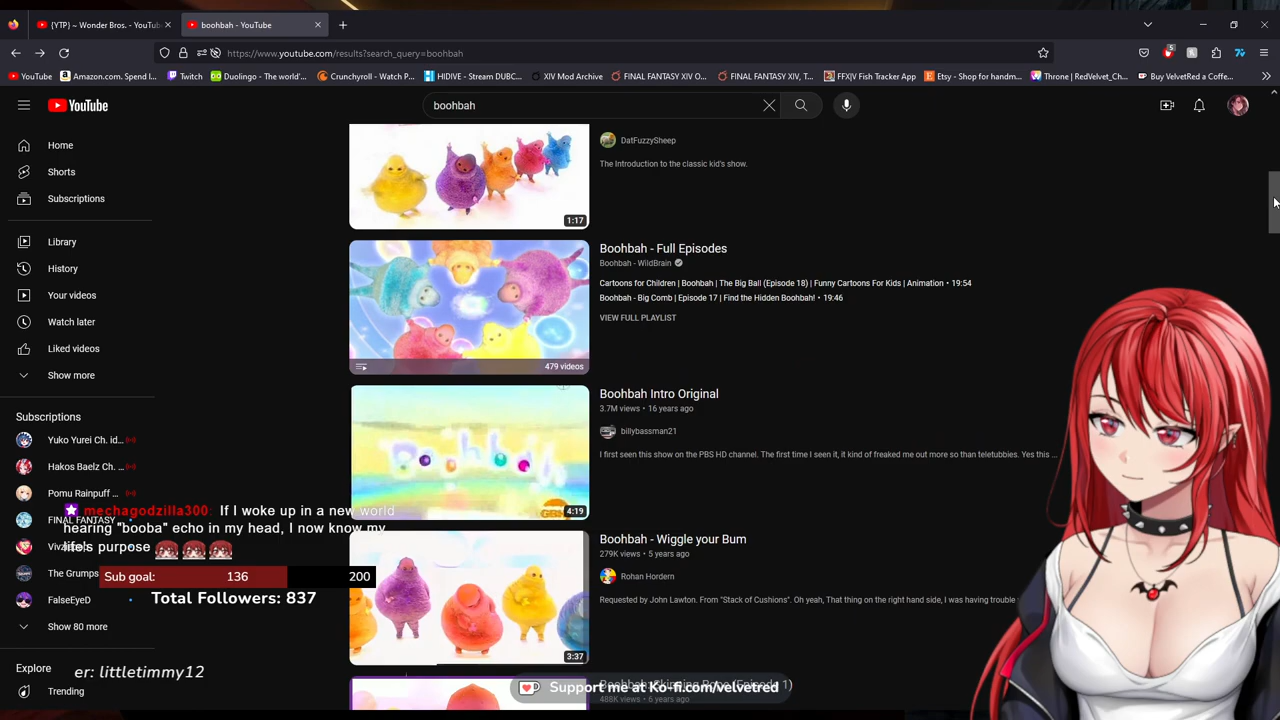 (YTP) ~ Wonder Bros. - YouTub
boohbah - YouTube
https://www.youtube.com/results?search_query=boohbah
YouTube
Amazon.com. Spend l...
Twitch
Duolingo - The world'...
Crunchyroll - Watch P...
HIDIVE - Stream DUBC...
XIV Mod Archive
FINAL FANTASY XIV O...
FINAL FANTASY XIV, T...
FFXIV Fish Tracker App
Etsy - Shop for handm...
Throne | RedVelvet_Ch...
Buy VelvetRed a Coffe...
YouTube
boohbah
Home
Shorts
Subscriptions
Library
History
Your videos
Watch later
Liked videos
Show more
Subscriptions
Yuko Yurei Ch. id...
Hakos Baelz Ch. ...
Pomu Rainpuff ...
FINAL FANTASY
The Grumps
FalseEyeD
Show 80 more
Explore
Trending
DatFuzzySheep
The Introduction to the classic kid's show.
1:17
Boohbah - Full Episodes
Boohbah - WildBrain
Cartoons for Children | Boohbah | The Big Ball (Episode 18) | Funny Cartoons For Kids | Animation • 19:54
Boohbah - Big Comb | Episode 17 | Find the Hidden Boohbah! • 19:46
VIEW FULL PLAYLIST
479 videos
Boohbah Intro Original
3.7M views • 16 years ago
billybassman21
I first seen this show on the PBS HD channel. The first time I seen it, it kind of freaked me out more so than teletubbies. Yes this ...
4:19
Boohbah - Wiggle your Bum
279K views • 5 years ago
Rohan Hordern
Requested by John Lawton. From "Stack of Cushions". Oh yeah, That thing on the right hand side, I was having trouble
3:37
Boohbah: Skipping Rope (Episode 1)
488K views • 6 years ago
mechagodzilla300: If I woke up in a new world
hearing "booba" echo in my head, I now know my
life's purpose
Sub goal: 136 200
Total Followers: 837
er: littletimmy12
Support me at Ko-fi.com/velvetred